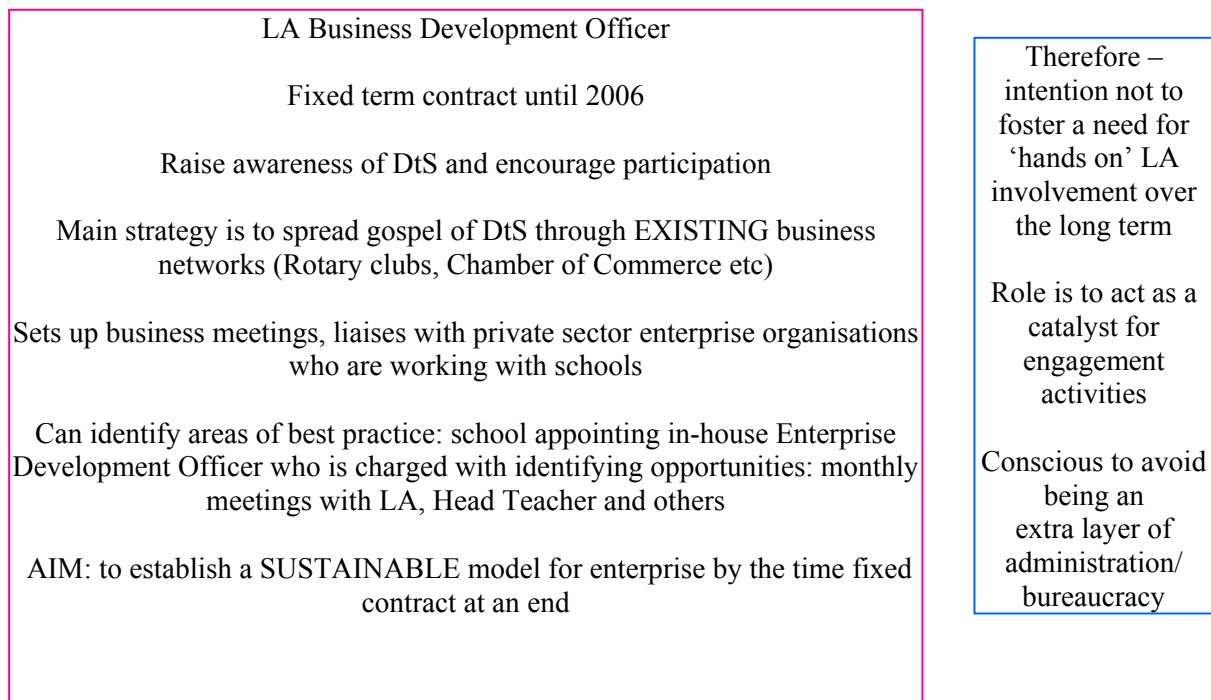 LA Business Development Officer
Fixed term contract until 2006
Raise awareness of DtS and encourage participation
Main strategy is to spread gospel of DtS through EXISTING business
networks (Rotary clubs, Chamber of Commerce etc)
Sets up business meetings, liaises with private sector enterprise organisations
who are working with schools
Can identify areas of best practice: school appointing in-house Enterprise
Development Officer who is charged with identifying opportunities: monthly
meetings with LA, Head Teacher and others
AIM: to establish a SUSTAINABLE model for enterprise by the time fixed
contract at an end
Therefore –
intention not to
foster a need for
‘hands on’ LA
involvement over
the long term
Role is to act as a
catalyst for
engagement
activities
Conscious to avoid
being an
extra layer of
administration/
bureaucracy